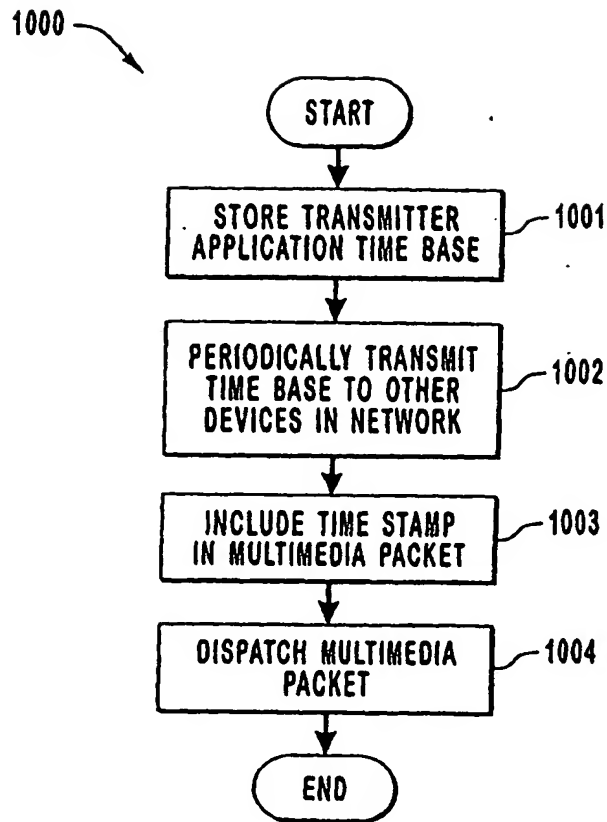 1000
START
STORE TRANSMITTER
APPLICATION TIME BASE
1001
PERIODICALLY TRANSMIT
TIME BASE TO OTHER
DEVICES IN NETWORK
1002
INCLUDE TIME STAMP
IN MULTIMEDIA PACKET
1003
DISPATCH MULTIMEDIA
PACKET
1004
END